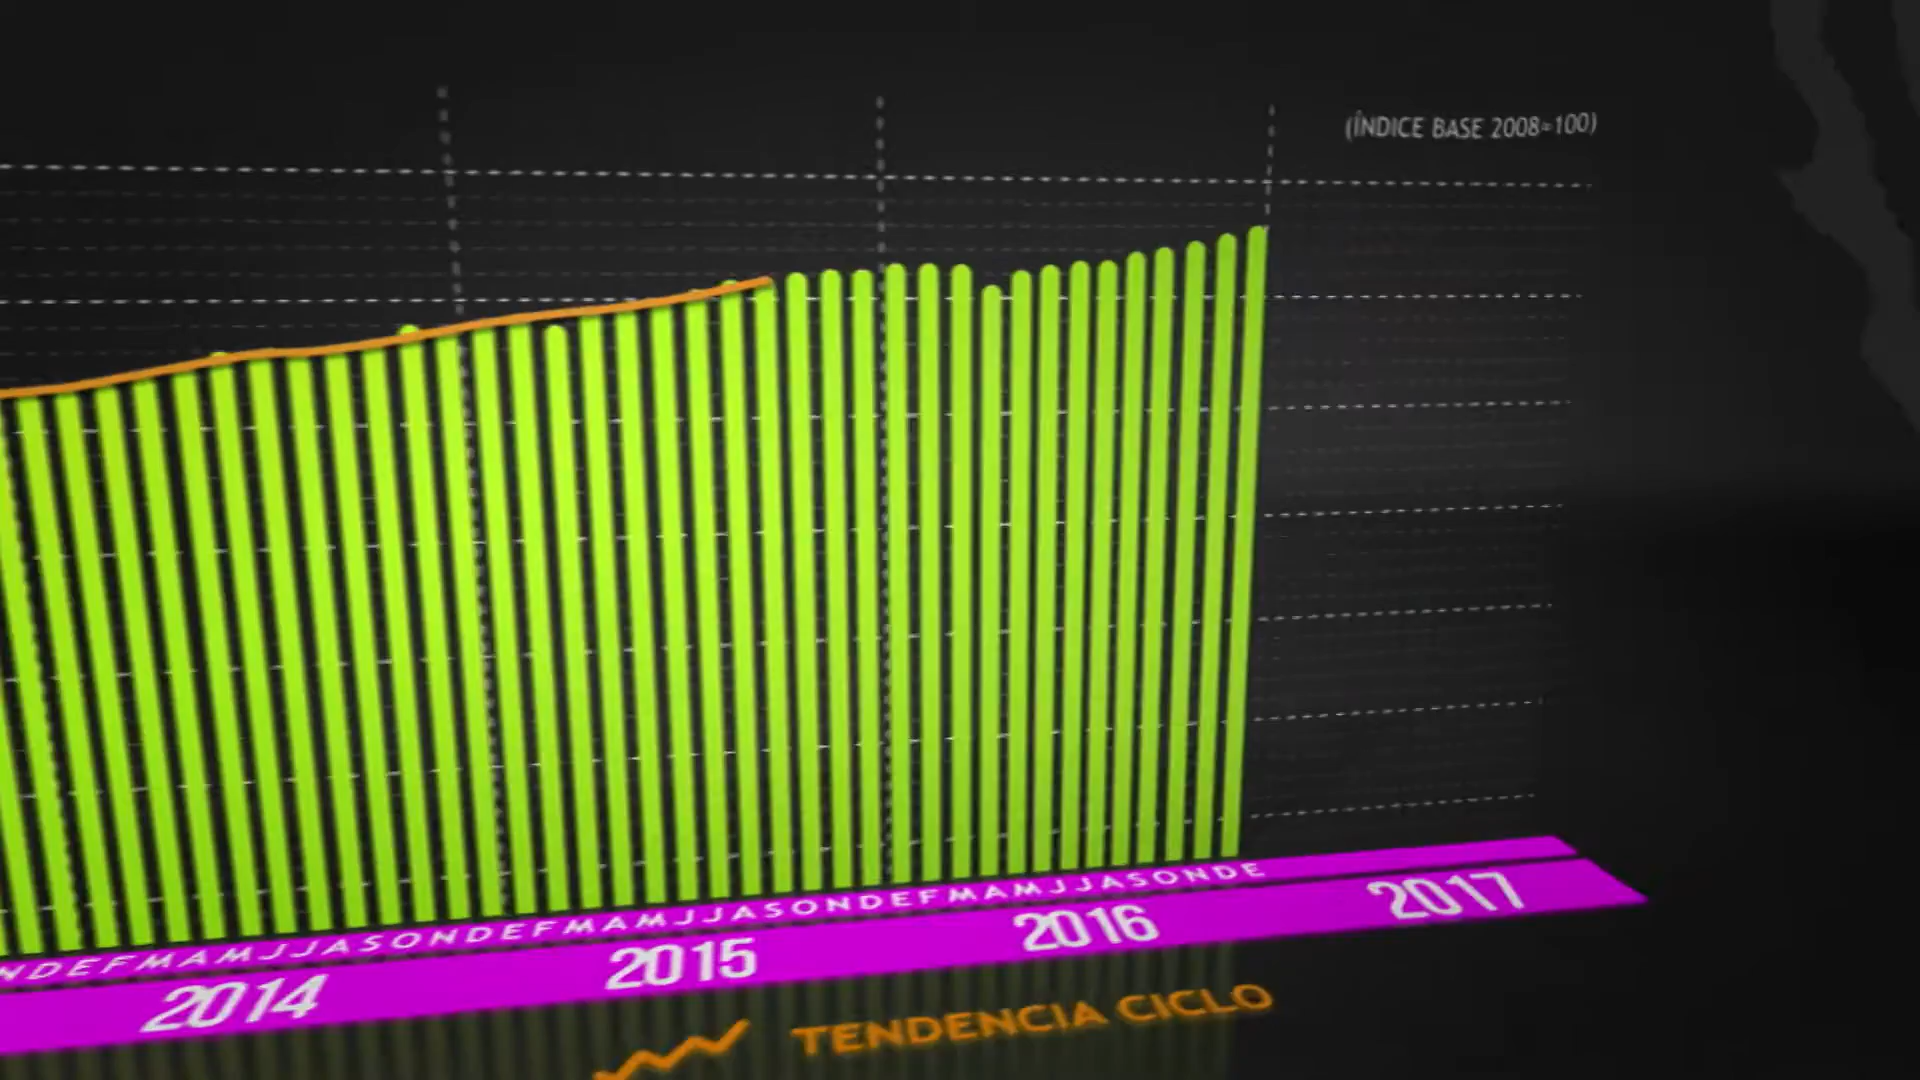 (ÍNDICE BASE 2008=100)
NDEFMAMJJASONDEFMAMJJASONDEFMAMJJASONDE
2014 2015 2016 2017
TENDENCIA CICLO